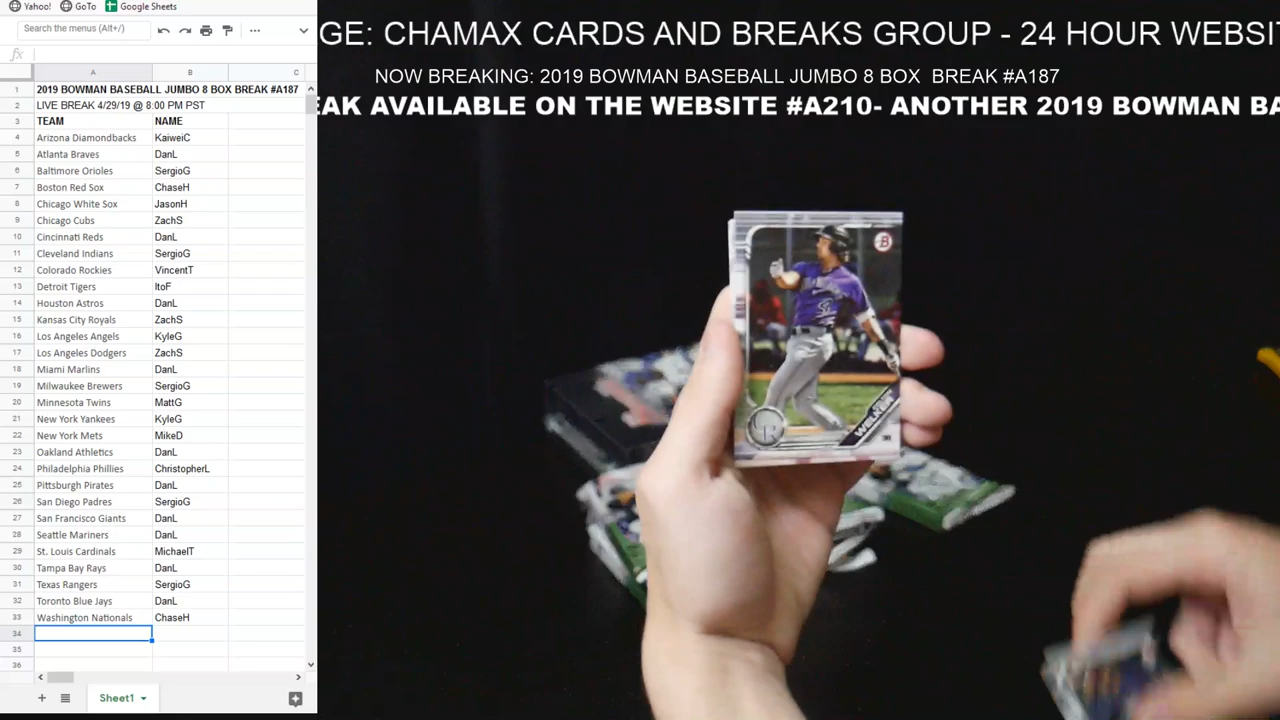 Yahoo!
GoTo
Google Sheets
Search the menus (Alt+/)
fx
A B C
1 2019 BOWMAN BASEBALL JUMBO 8 BOX BREAK #A187
2 LIVE BREAK 4/29/19 @ 8:00 PM PST
3 TEAM NAME
4 Arizona Diamondbacks KaiweiC
5 Atlanta Braves DanL
6 Baltimore Orioles SergioG
7 Boston Red Sox ChaseH
8 Chicago White Sox JasonH
9 Chicago Cubs ZachS
10 Cincinnati Reds DanL
11 Cleveland Indians SergioG
12 Colorado Rockies VincentT
13 Detroit Tigers ItoF
14 Houston Astros DanL
15 Kansas City Royals ZachS
16 Los Angeles Angels KyleG
17 Los Angeles Dodgers ZachS
18 Miami Marlins DanL
19 Milwaukee Brewers SergioG
20 Minnesota Twins MattG
21 New York Yankees KyleG
22 New York Mets MikeD
23 Oakland Athletics DanL
24 Philadelphia Phillies ChristopherL
25 Pittsburgh Pirates DanL
26 San Diego Padres SergioG
27 San Francisco Giants DanL
28 Seattle Mariners DanL
29 St. Louis Cardinals MichaelT
30 Tampa Bay Rays DanL
31 Texas Rangers SergioG
32 Toronto Blue Jays DanL
33 Washington Nationals ChaseH
34
35
36
Sheet1
GE: CHAMAX CARDS AND BREAKS GROUP - 24 HOUR WEBSI
NOW BREAKING: 2019 BOWMAN BASEBALL JUMBO 8 BOX BREAK #A187
EAK AVAILABLE ON THE WEBSITE #A210- ANOTHER 2019 BOWMAN BA
B
WELKER